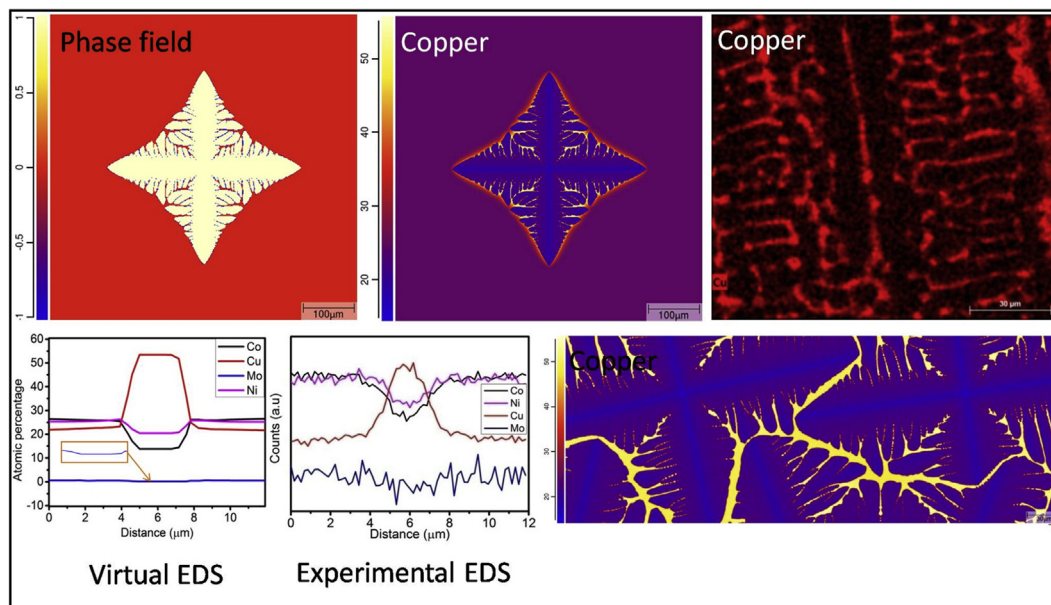 Phase field
1
0.5
0
-0.5
-1
100µm
Copper
50
40
30
20
100µm
Copper
Cu
30 µm
60
50
40
30
20
10
0
-10
Atomic percentage
Co
Cu
Mo
Ni
0 2 4 6 8 10
Distance (µm)
Virtual EDS
Counts (a.u)
Co
Ni
Cu
Mo
0 2 4 6 8 10 12
Distance (µm)
Experimental EDS
Copper
50
40
30
20